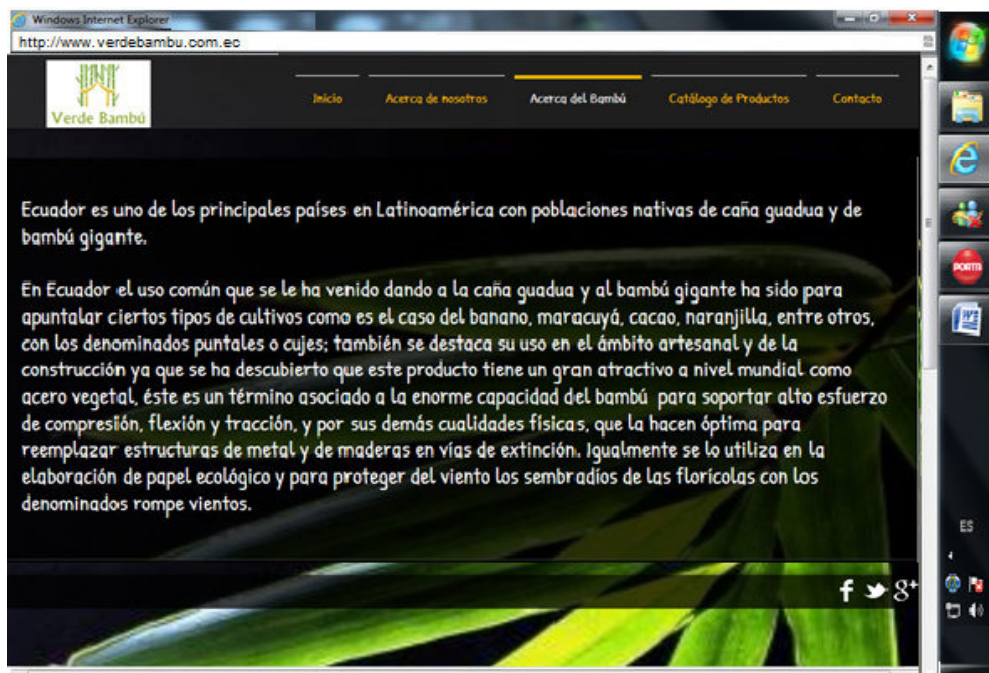 Windows Internet Explorer
http://www.verdebambu.com.ec
Verde Bambú
Inicio Acerca de nosotros Acerca del Bambú Catálogo de Productos Contacto
Ecuador es uno de los principales países en Latinoamérica con poblaciones nativas de caña guadua y de
bambú gigante.
En Ecuador el uso común que se le ha venido dando a la caña guadua y al bambú gigante ha sido para
apuntalar ciertos tipos de cultivos como es el caso del banano, maracuyá, cacao, naranjilla, entre otros,
con los denominados puntales o cujes; también se destaca su uso en el ámbito artesanal y de la
construcción ya que se ha descubierto que este producto tiene un gran atractivo a nivel mundial como
acero vegetal, éste es un término asociado a la enorme capacidad del bambú para soportar alto esfuerzo
de compresión, flexión y tracción, y por sus demás cualidades físicas, que la hacen óptima para
reemplazar estructuras de metal y de maderas en vías de extinción. Igualmente se lo utiliza en la
elaboración de papel ecológico y para proteger del viento los sembradíos de las florícolas con los
denominados rompe vientos.
f 8+
PORTA
ES